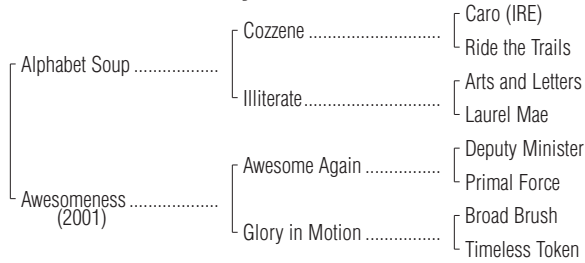 Caro (IRE)
Cozzene ..........................
Ride the Trails
Alphabet Soup ..................
Arts and Letters
Illiterate............................
Laurel Mae
Deputy Minister
Awesome Again ...............
Primal Force
Awesomeness ..................
(2001)
Broad Brush
Glory in Motion .................
Timeless Token